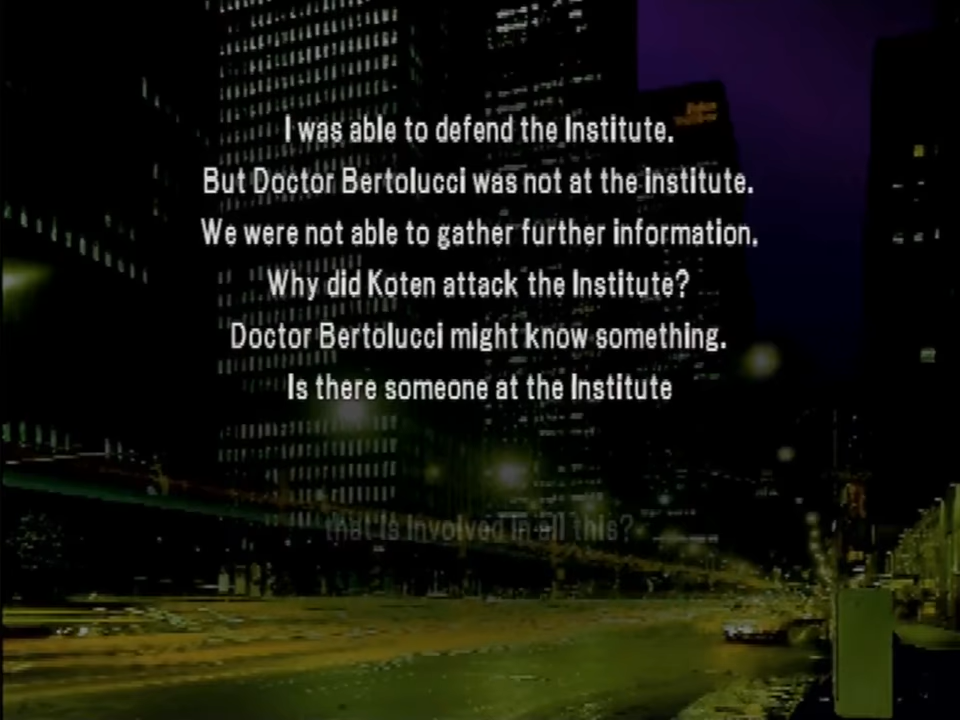 I was able to defend the Institute.
But Doctor Bertolucci was not at the institute.
We were not able to gather further information.
Why did Koten attack the Institute?
Doctor Bertolucci might know something.
Is there someone at the Institute
that is involved in all this?